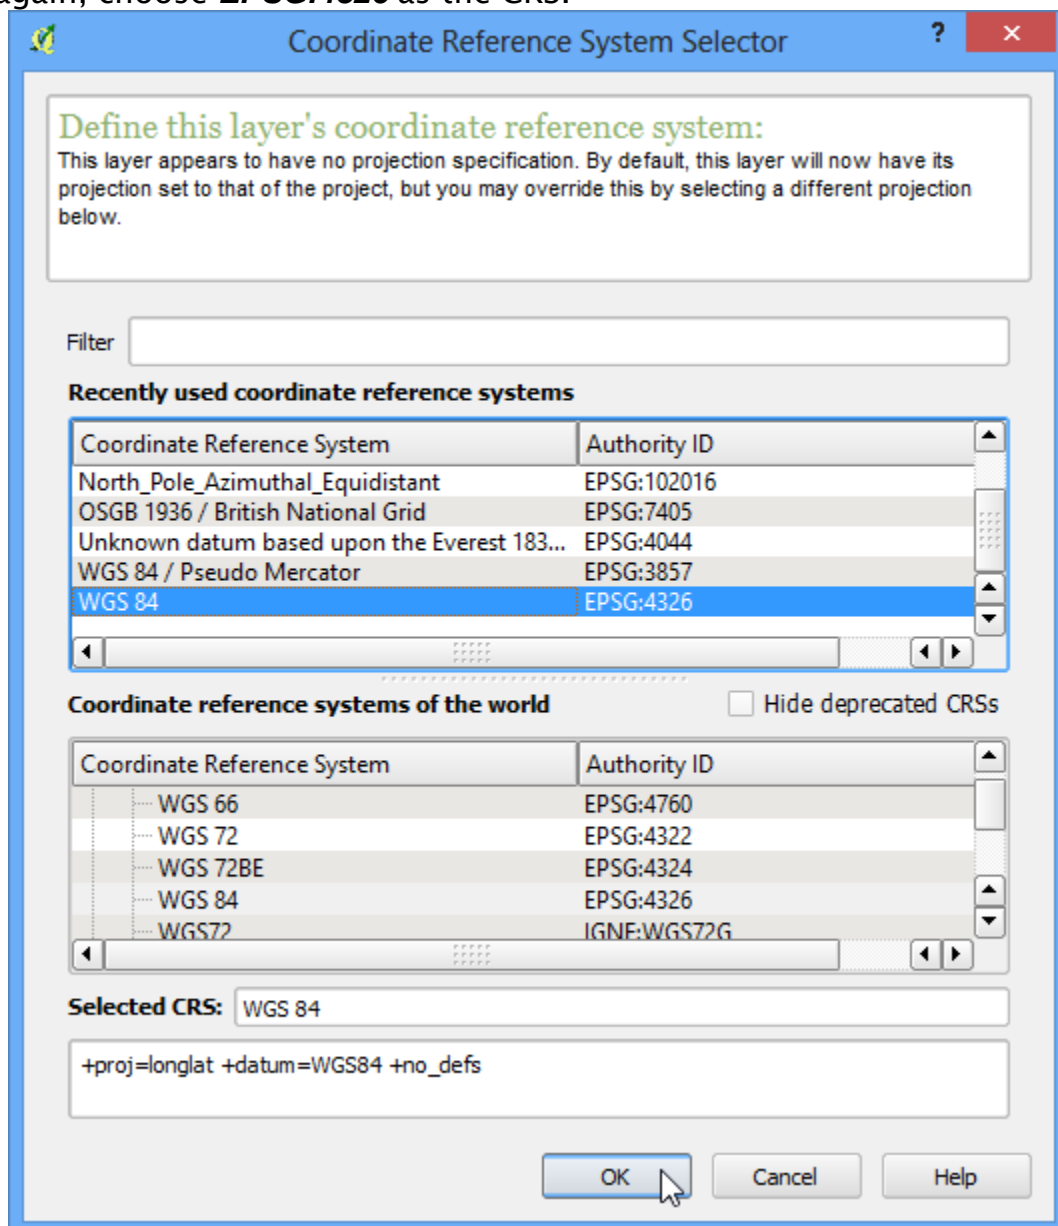 again, choose EPSG:4326 as the CRS.
Coordinate Reference System Selector
?
×
Define this layer's coordinate reference system:
This layer appears to have no projection specification. By default, this layer will now have its
projection set to that of the project, but you may override this by selecting a different projection
below.
Filter
Recently used coordinate reference systems
Coordinate Reference System Authority ID
North_Pole_Azimuthal_Equidistant EPSG:102016
OSGB 1936 / British National Grid EPSG:7405
Unknown datum based upon the Everest 183... EPSG:4044
WGS 84 / Pseudo Mercator EPSG:3857
WGS 84 EPSG:4326
Coordinate reference systems of the world Hide deprecated CRSs
Coordinate Reference System Authority ID
WGS 66 EPSG:4760
WGS 72 EPSG:4322
WGS 72BE EPSG:4324
WGS 84 EPSG:4326
WGS72 IGNF:WGS72G
Selected CRS: WGS 84
+proj=longlat +datum=WGS84 +no_defs
OK Cancel Help